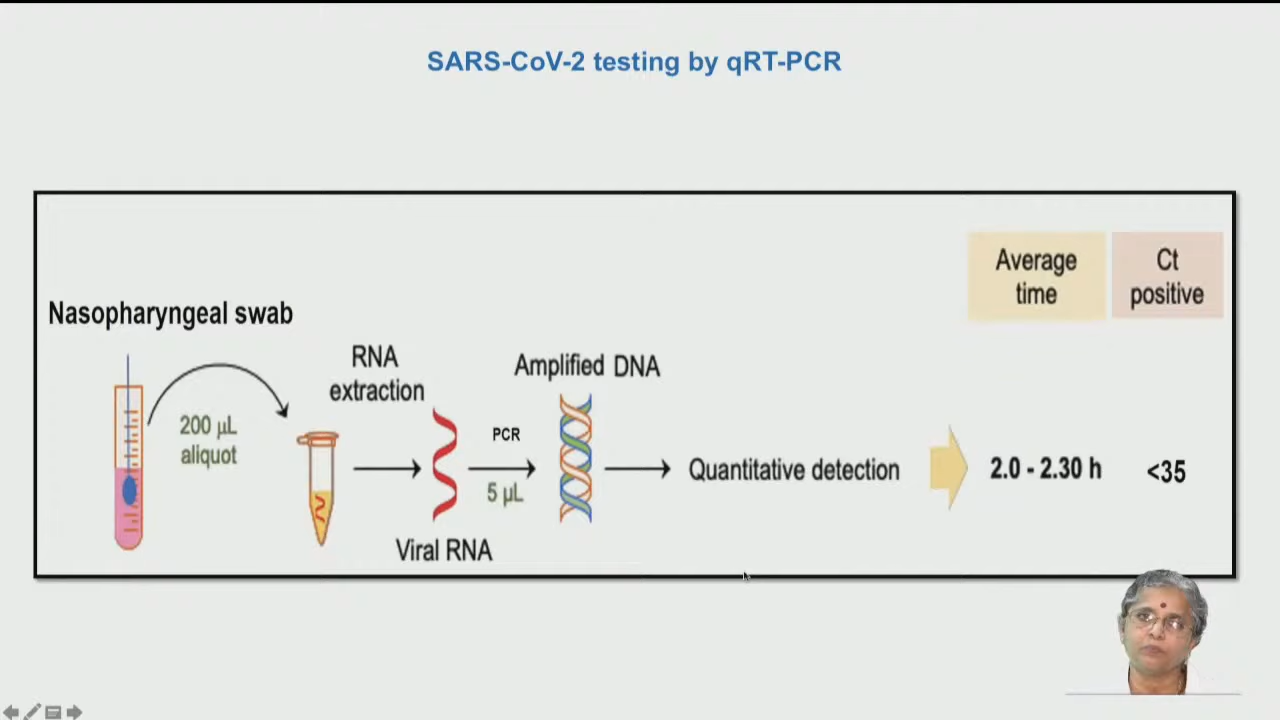 SARS-CoV-2 testing by qRT-PCR
Average
time
Ct
positive
Nasopharyngeal swab
RNA
extraction
Amplified DNA
200 μL
aliquot
PCR
5 μL
Quantitative detection
2.0 - 2.30 h
<35
Viral RNA